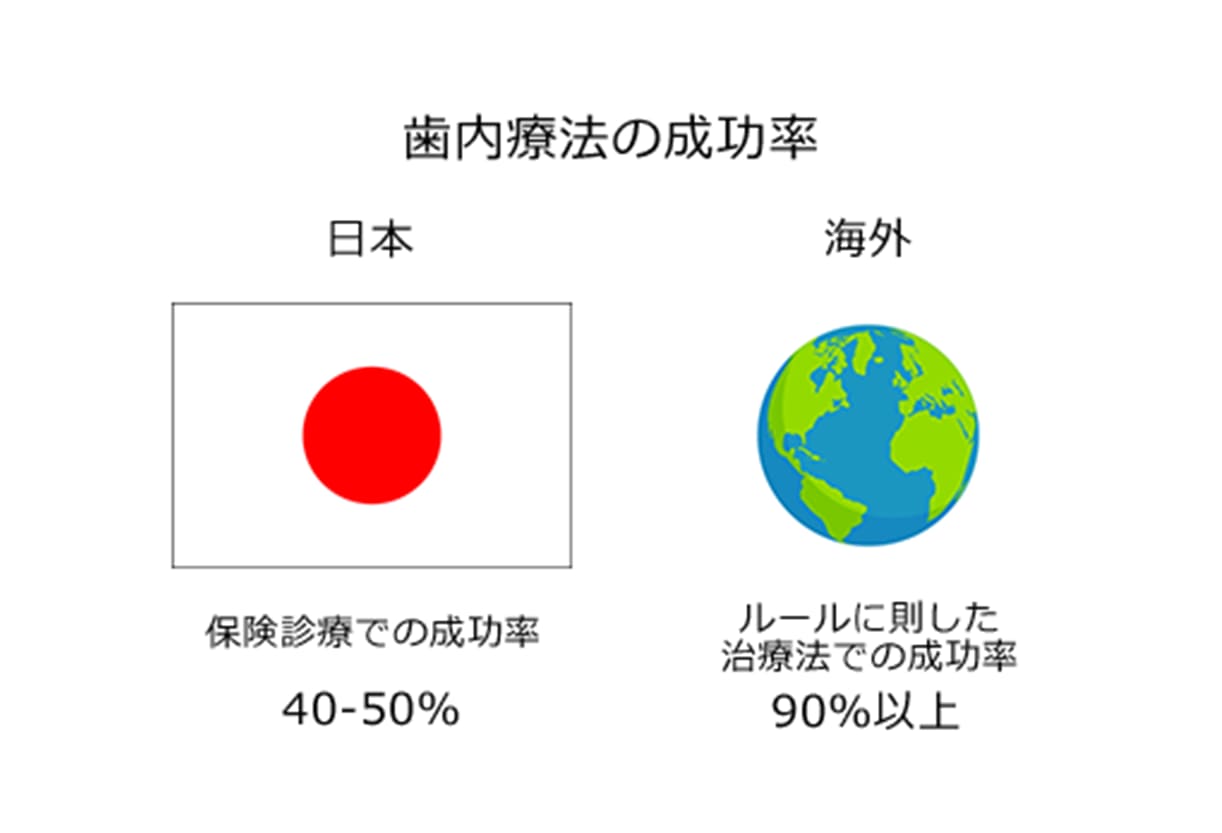 歯内療法の成功率
日本
海外
保険診療での成功率
40-50%
ルールに則した
治療法での成功率
90%以上